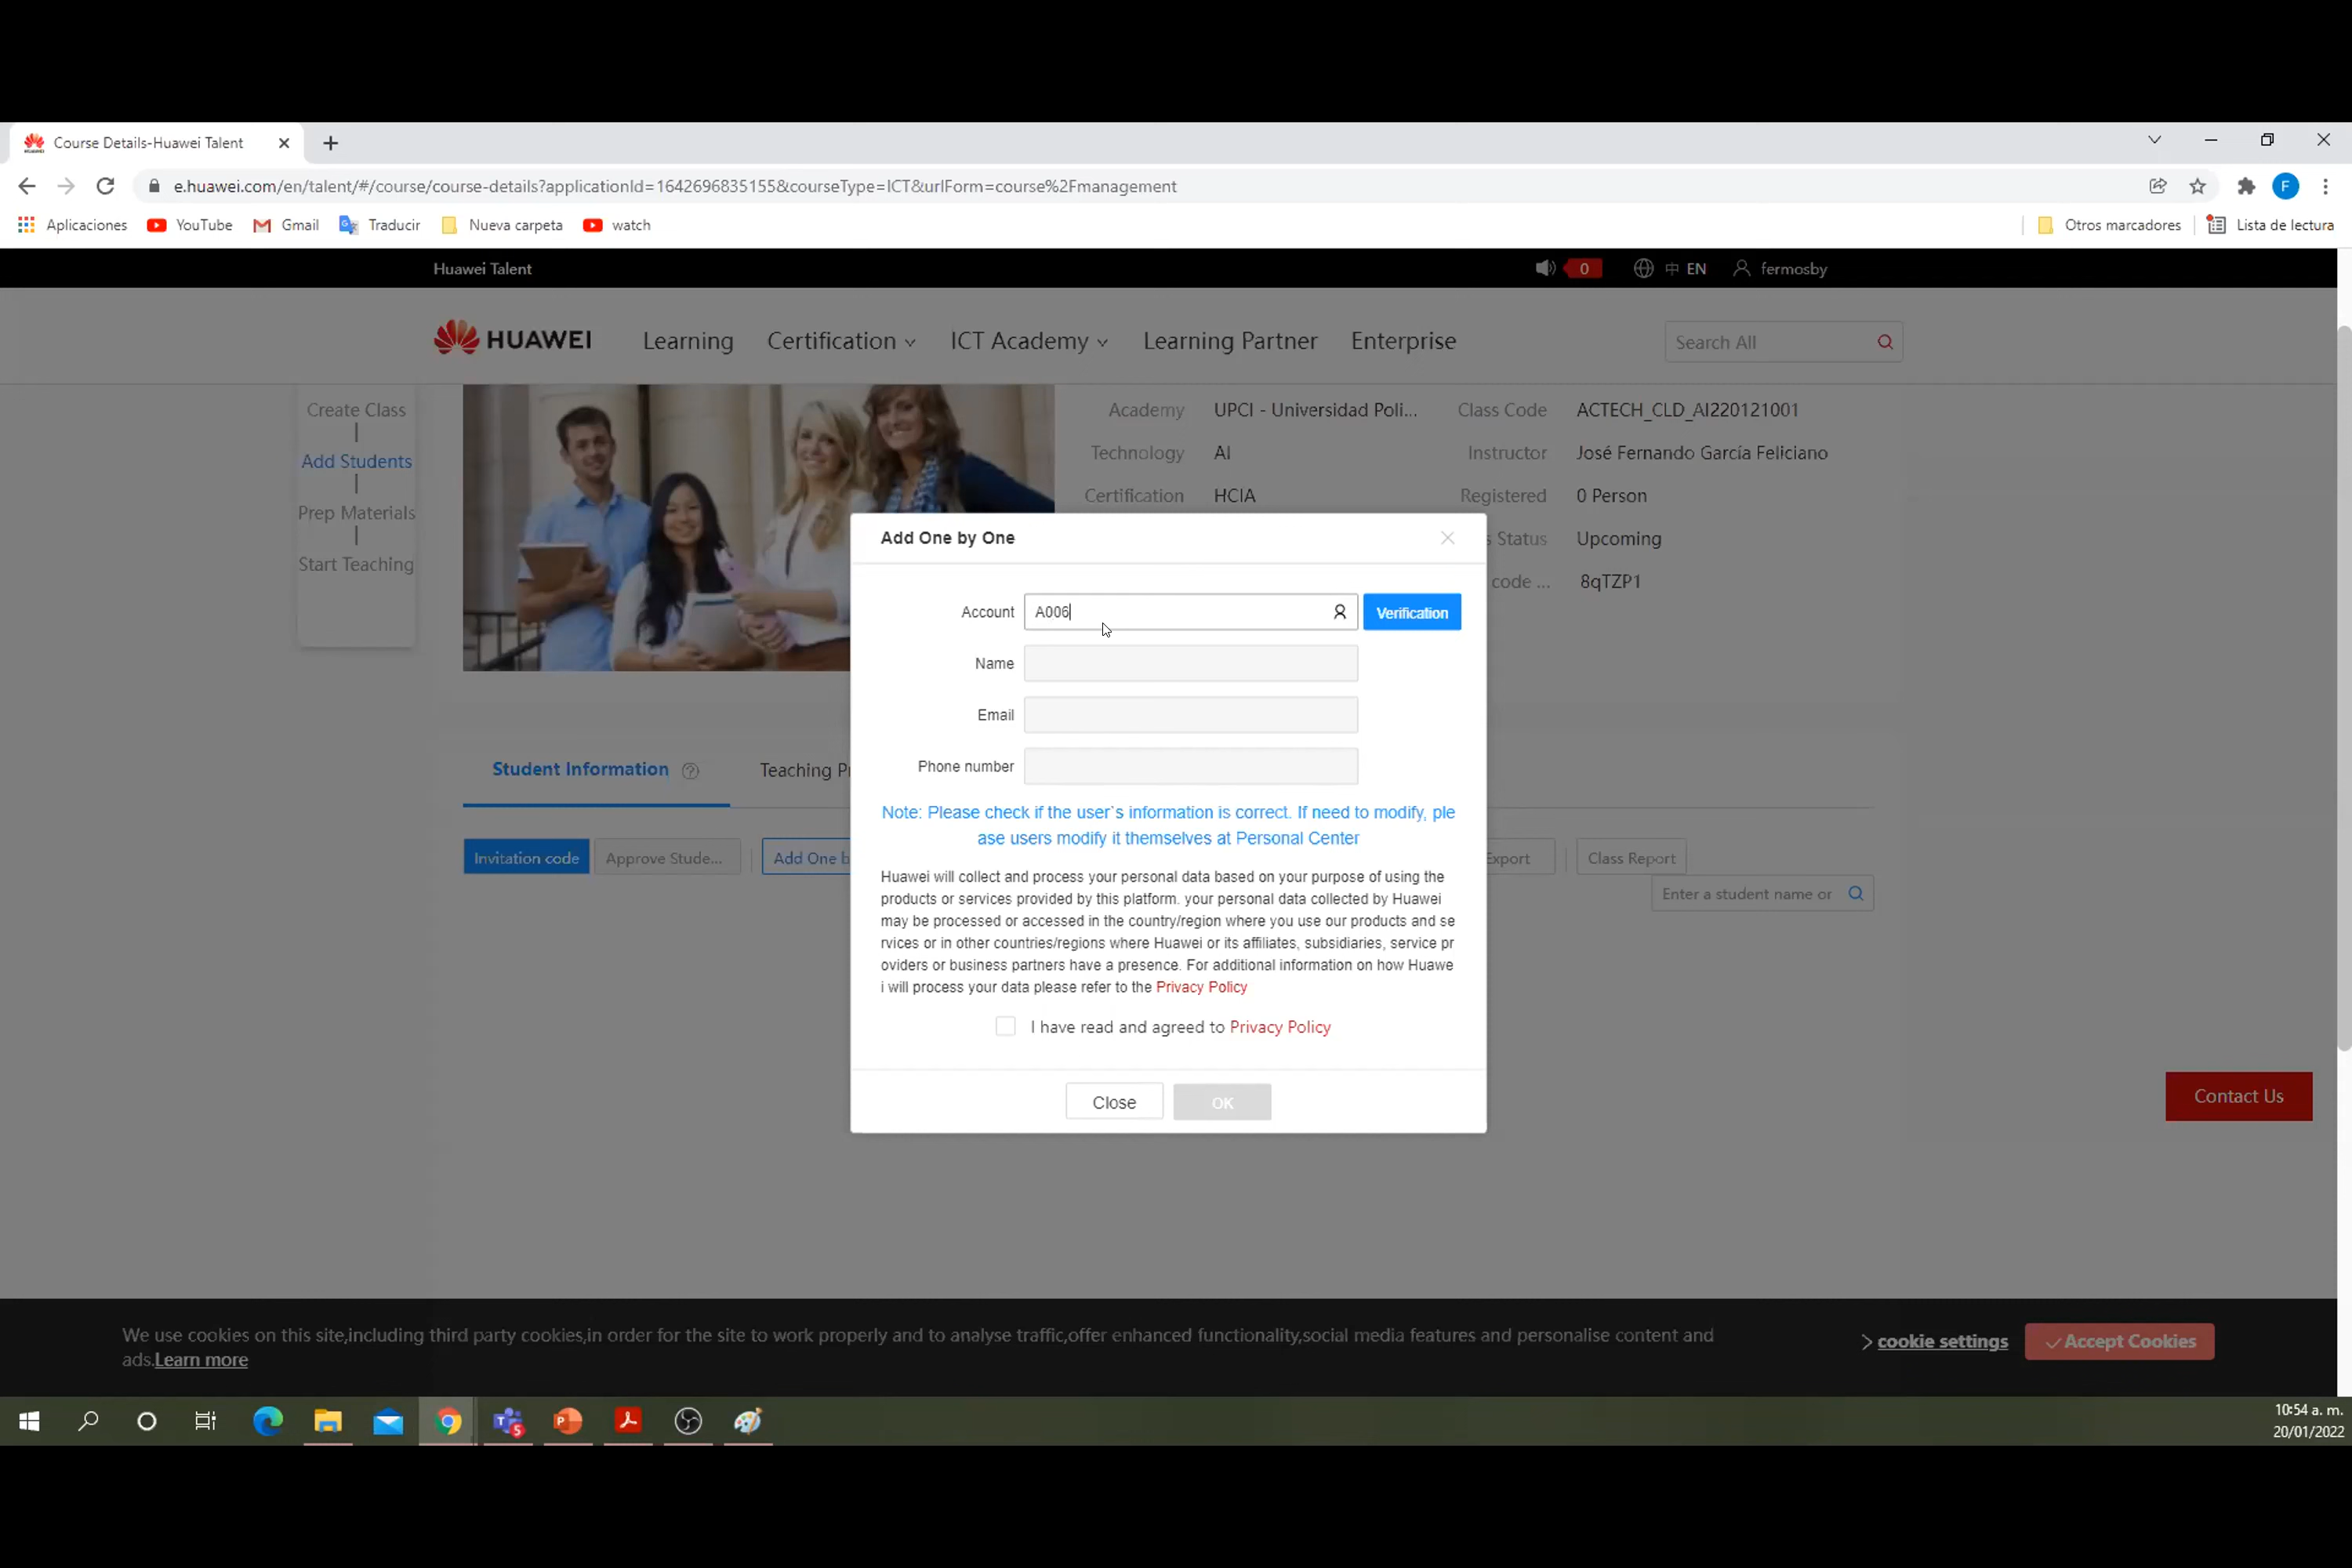 Course Details-Huawei Talent
e.huawei.com/en/talent/#/course/course-details?applicationId=1642696835155&courseType=ICT&urlForm=course%2Fmanagement
F
Aplicaciones YouTube Gmail Traducir Nueva carpeta watch Otros marcadores Lista de lectura
Huawei Talent 0 中 EN fermosby
HUAWEI Learning Certification ICT Academy Learning Partner Enterprise Search All
Create Class
Add Students
Prep Materials
Start Teaching
Academy UPCI - Universidad Poli... Class Code ACTECH_CLD_AI220121001
Technology AI Instructor José Fernando García Feliciano
Certification HCIA Registered 0 Person
s Status Upcoming
code ... 8qTZP1
Add One by One
Account A006 Verification
Name
Email
Phone number
Note: Please check if the user`s information is correct. If need to modify, ple
ase users modify it themselves at Personal Center
Huawei will collect and process your personal data based on your purpose of using the
products or services provided by this platform. your personal data collected by Huawei
may be processed or accessed in the country/region where you use our products and se
rvices or in other countries/regions where Huawei or its affiliates, subsidiaries, service pr
oviders or business partners have a presence. For additional information on how Huawe
i will process your data please refer to the Privacy Policy
I have read and agreed to Privacy Policy
Close OK
Student Information ? Teaching P
Invitation code Approve Stude... Add One b Export Class Report
Enter a student name or
Contact Us
We use cookies on this site,including third party cookies,in order for the site to work properly and to analyse traffic,offer enhanced functionality,social media features and personalise content and
ads.Learn more
cookie settings Accept Cookies
10:54 a. m.
20/01/2022